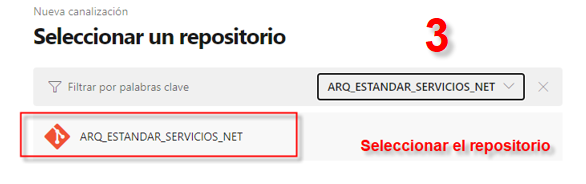 Nueva canalización
Seleccionar un repositorio
3
Filtrar por palabras clave
ARQ_ESTANDAR_SERVICIOS_NET
ARQ_ESTANDAR_SERVICIOS_NET
Seleccionar el repositorio